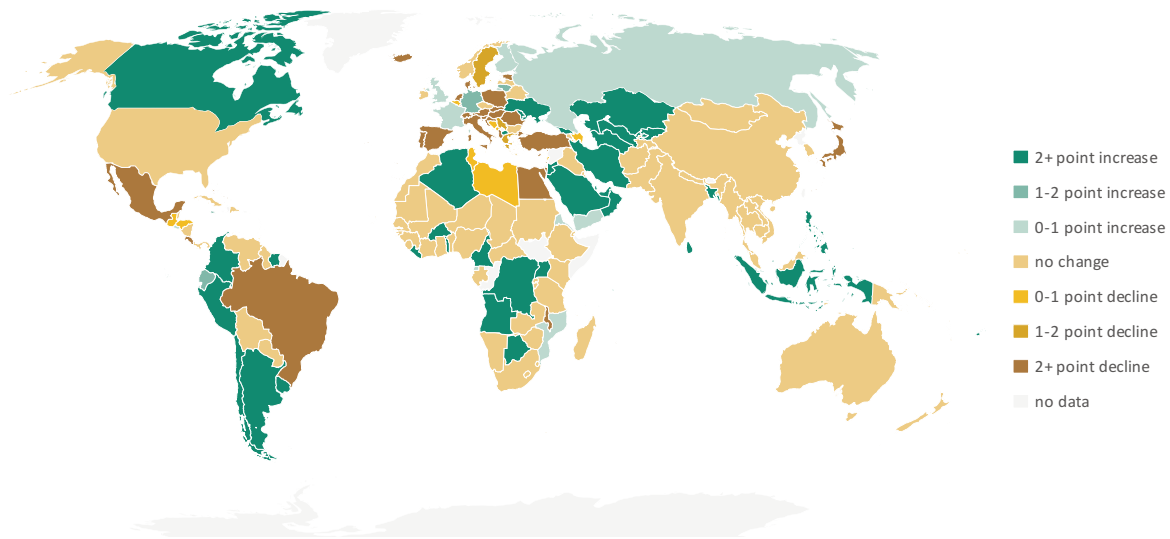 2+ point increase
1-2 point increase
0-1 point increase
no change
0-1 point decline
1-2 point decline
2+ point decline
no data